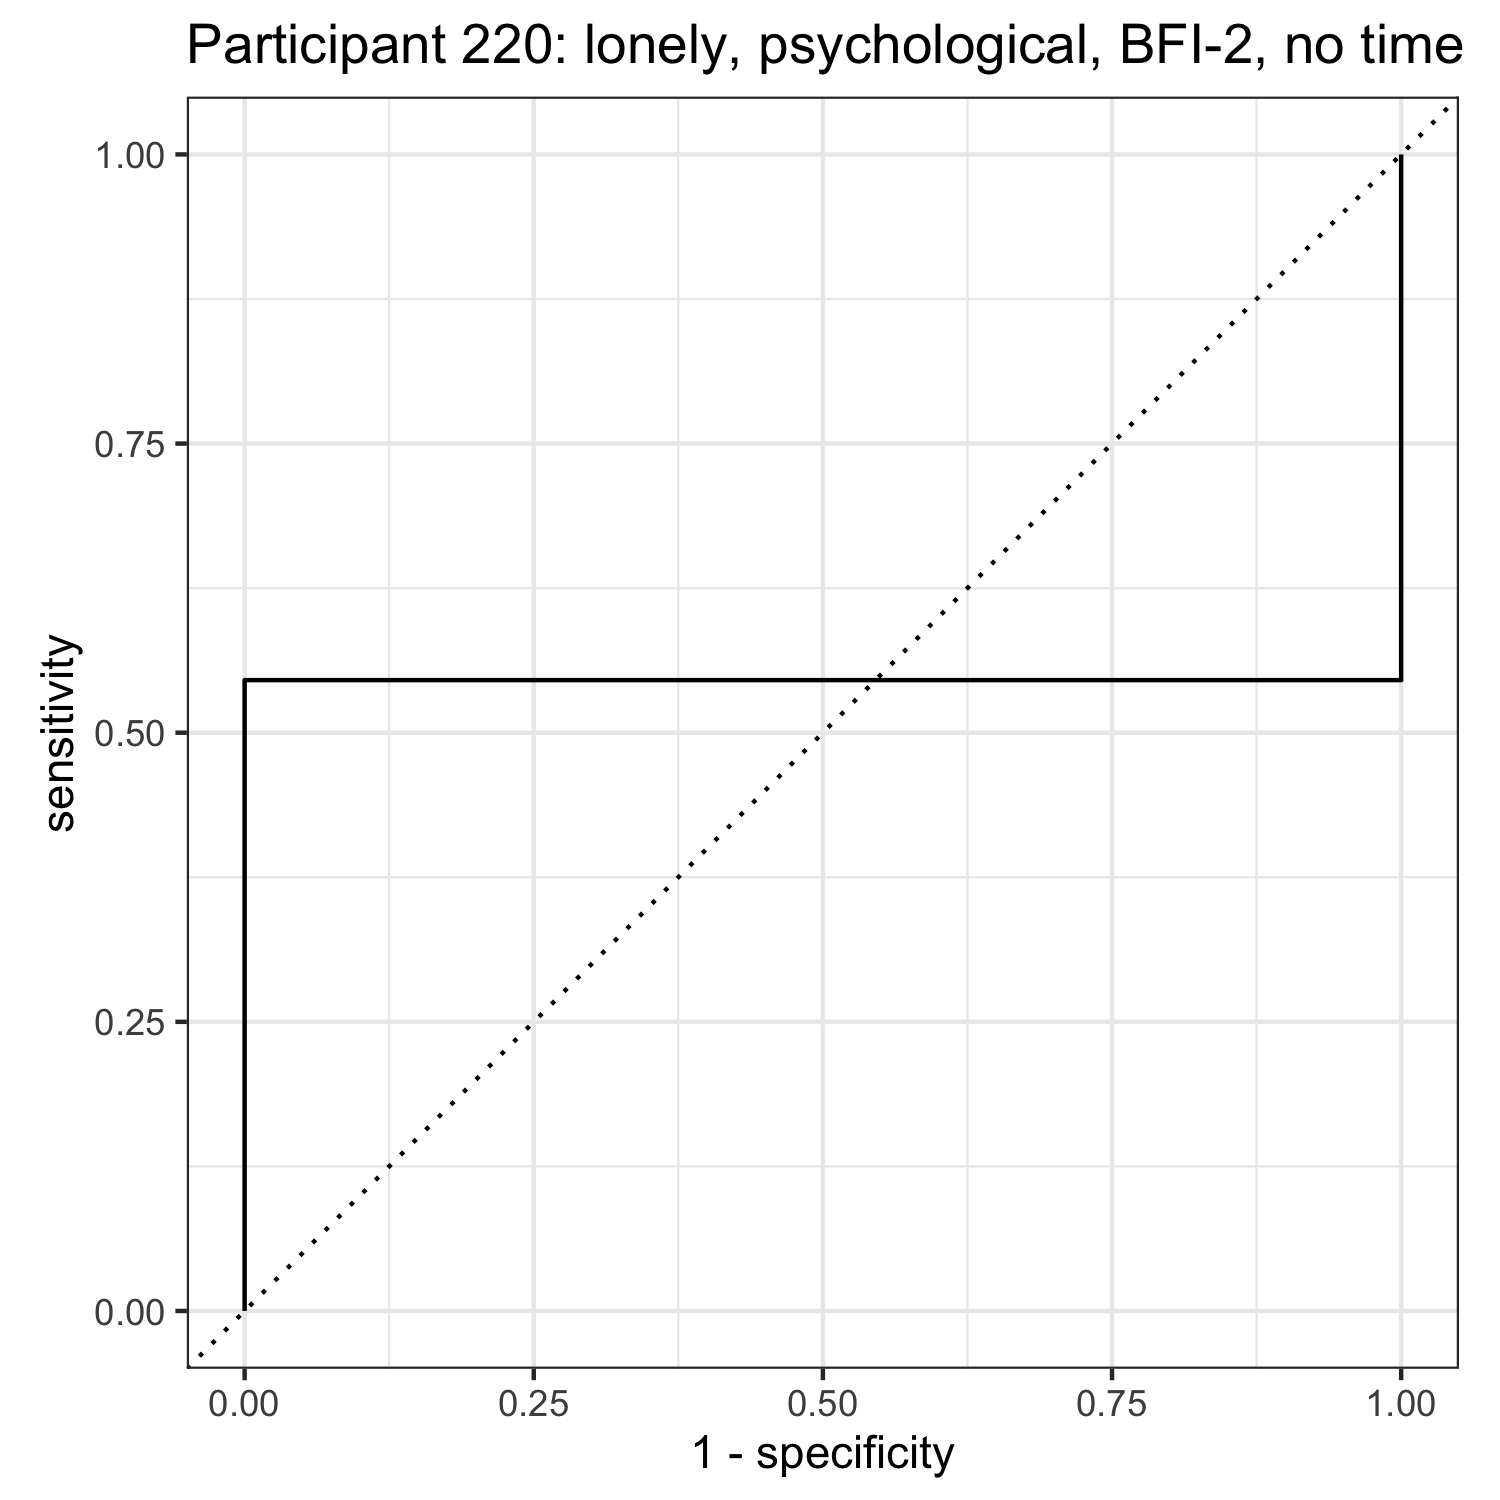 Participant 220: lonely, psychological, BFI-2, no time
1.00
0.75
0.50
0.25
0.00
sensitivity
0.00 0.25 0.50 0.75 1.00
1 - specificity